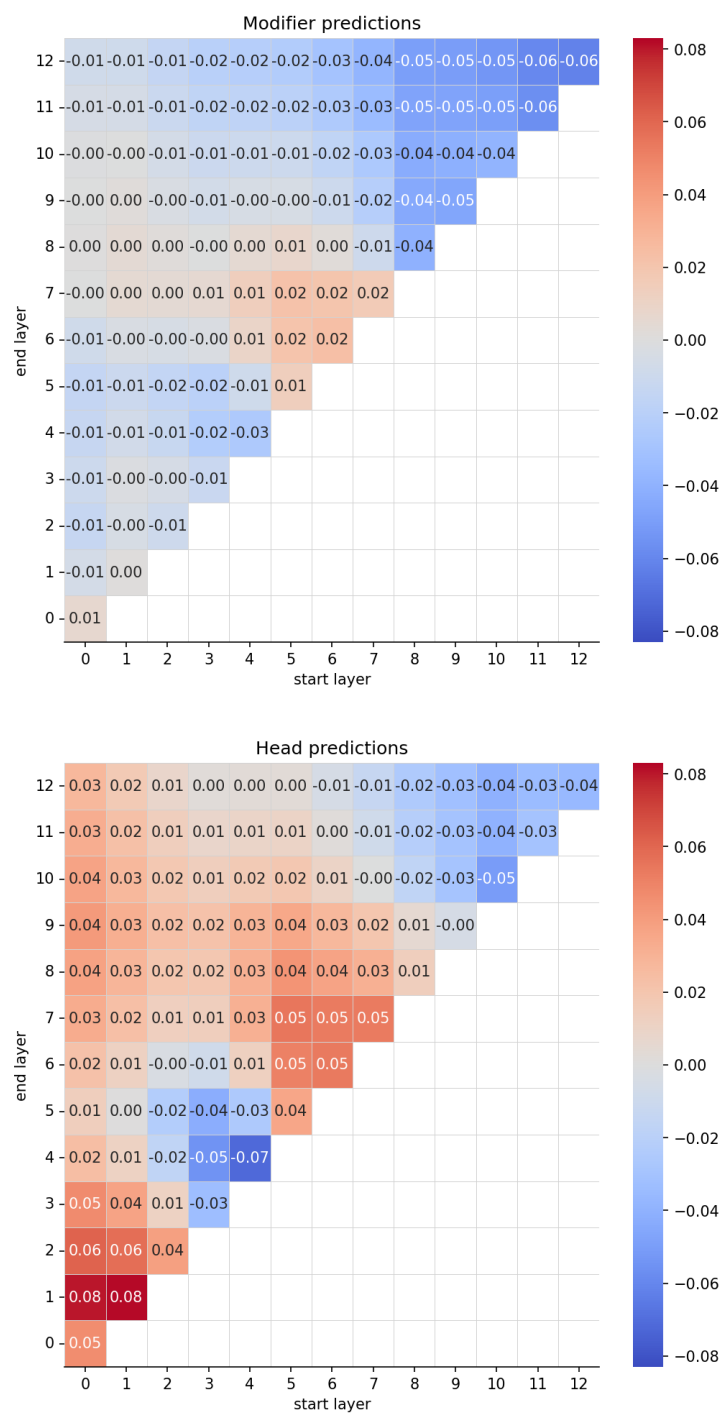 Modifier predictions
12 -0.01 -0.01 -0.01 -0.02 -0.02 -0.02 -0.03 -0.04 -0.05 -0.05 -0.05 -0.06 -0.06
11 -0.01 -0.01 -0.01 -0.02 -0.02 -0.02 -0.03 -0.03 -0.05 -0.05 -0.05 -0.06
10 -0.00 -0.00 -0.01 -0.01 -0.01 -0.01 -0.02 -0.03 -0.04 -0.04 -0.04
9 -0.00 0.00 -0.00 -0.01 -0.00 -0.00 -0.01 -0.02 -0.04 -0.05
8 0.00 0.00 0.00 -0.00 0.00 0.01 0.00 -0.01 -0.04
7 -0.00 0.00 0.00 0.01 0.01 0.02 0.02 0.02
6 -0.01 -0.00 -0.00 -0.00 0.01 0.02 0.02
5 -0.01 -0.01 -0.02 -0.02 -0.01 0.01
4 -0.01 -0.01 -0.01 -0.02 -0.03
3 -0.01 -0.00 -0.00 -0.01
2 -0.01 -0.00 -0.01
1 -0.01 0.00
0 0.01
0 1 2 3 4 5 6 7 8 9 10 11 12
start layer
end layer
0.08
0.06
0.04
0.02
0.00
−0.02
−0.04
−0.06
−0.08
Head predictions
12 0.03 0.02 0.01 0.00 0.00 0.00 -0.01 -0.01 -0.02 -0.03 -0.04 -0.03 -0.04
11 0.03 0.02 0.01 0.01 0.01 0.01 0.00 -0.01 -0.02 -0.03 -0.04 -0.03
10 0.04 0.03 0.02 0.01 0.02 0.02 0.01 -0.00 -0.02 -0.03 -0.05
9 0.04 0.03 0.02 0.02 0.03 0.04 0.03 0.02 0.01 -0.00
8 0.04 0.03 0.02 0.02 0.03 0.04 0.04 0.03 0.01
7 0.03 0.02 0.01 0.01 0.03 0.05 0.05 0.05
6 0.02 0.01 -0.00 -0.01 0.01 0.05 0.05
5 0.01 0.00 -0.02 -0.04 -0.03 0.04
4 0.02 0.01 -0.02 -0.05 -0.07
3 0.05 0.04 0.01 -0.03
2 0.06 0.06 0.04
1 0.08 0.08
0 0.05
0 1 2 3 4 5 6 7 8 9 10 11 12
start layer
end layer
0.08
0.06
0.04
0.02
0.00
−0.02
−0.04
−0.06
−0.08